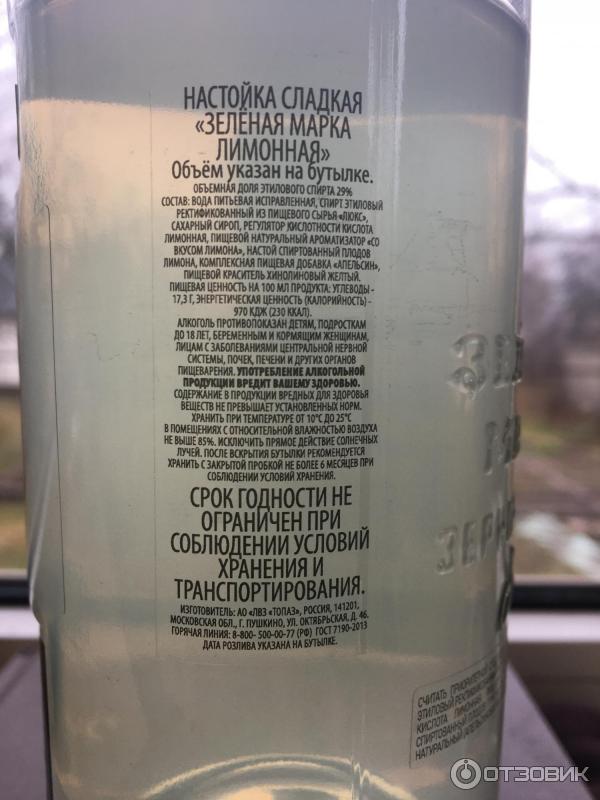 НАСТОЙКА СЛАДКАЯ
«ЗЕЛЁНАЯ МАРКА
ЛИМОННАЯ»
Объём указан на бутылке.
ОБЪЕМНАЯ ДОЛЯ ЭТИЛОВОГО СПИРТА 29%
СОСТАВ: ВОДА ПИТЬЕВАЯ ИСПРАВЛЕННАЯ, СПИРТ ЭТИЛОВЫЙ
РЕКТИФИКОВАННЫЙ ИЗ ПИЩЕВОГО СЫРЬЯ «ЛЮКС»,
САХАРНЫЙ СИРОП, РЕГУЛЯТОР КИСЛОТНОСТИ КИСЛОТА
ЛИМОННАЯ, ПИЩЕВОЙ НАТУРАЛЬНЫЙ АРОМАТИЗАТОР «СО
ВКУСОМ ЛИМОНА», НАСТОЙ СПИРТОВАННЫЙ ПЛОДОВ
ЛИМОНА, КОМПЛЕКСНАЯ ПИЩЕВАЯ ДОБАВКА «АПЕЛЬСИН»,
ПИЩЕВОЙ КРАСИТЕЛЬ ХИНОЛИНОВЫЙ ЖЕЛТЫЙ.
ПИЩЕВАЯ ЦЕННОСТЬ НА 100 МЛ ПРОДУКТА: УГЛЕВОДЫ -
17,3 Г, ЭНЕРГЕТИЧЕСКАЯ ЦЕННОСТЬ (КАЛОРИЙНОСТЬ) -
970 КДЖ (230 ККАЛ).
АЛКОГОЛЬ ПРОТИВОПОКАЗАН ДЕТЯМ, ПОДРОСТКАМ
ДО 18 ЛЕТ, БЕРЕМЕННЫМ И КОРМЯЩИМ ЖЕНЩИНАМ,
ЛИЦАМ С ЗАБОЛЕВАНИЯМИ ЦЕНТРАЛЬНОЙ НЕРВНОЙ
СИСТЕМЫ, ПОЧЕК, ПЕЧЕНИ И ДРУГИХ ОРГАНОВ
ПИЩЕВАРЕНИЯ. УПОТРЕБЛЕНИЕ АЛКОГОЛЬНОЙ
ПРОДУКЦИИ ВРЕДИТ ВАШЕМУ ЗДОРОВЬЮ.
СОДЕРЖАНИЕ В ПРОДУКЦИИ ВРЕДНЫХ ДЛЯ ЗДОРОВЬЯ
ВЕЩЕСТВ НЕ ПРЕВЫШАЕТ УСТАНОВЛЕННЫХ НОРМ.
ХРАНИТЬ ПРИ ТЕМПЕРАТУРЕ ОТ 10°С ДО 25°С
В ПОМЕЩЕНИЯХ С ОТНОСИТЕЛЬНОЙ ВЛАЖНОСТЬЮ ВОЗДУХА
НЕ ВЫШЕ 85%. ИСКЛЮЧИТЬ ПРЯМОЕ ДЕЙСТВИЕ СОЛНЕЧНЫХ
ЛУЧЕЙ. ПОСЛЕ ВСКРЫТИЯ БУТЫЛКИ РЕКОМЕНДУЕТСЯ
ХРАНИТЬ С ЗАКРЫТОЙ ПРОБКОЙ НЕ БОЛЕЕ 6 МЕСЯЦЕВ ПРИ
СОБЛЮДЕНИИ УСЛОВИЙ ХРАНЕНИЯ.
СРОК ГОДНОСТИ НЕ
ОГРАНИЧЕН ПРИ
СОБЛЮДЕНИИ УСЛОВИЙ
ХРАНЕНИЯ И
ТРАНСПОРТИРОВАНИЯ.
ИЗГОТОВИТЕЛЬ: АО «ЛВЗ «ТОПАЗ», РОССИЯ, 141201,
МОСКОВСКАЯ ОБЛ., Г. ПУШКИНО, УЛ. ОКТЯБРЬСКАЯ, Д. 46.
ГОРЯЧАЯ ЛИНИЯ: 8-800- 500-00-77 (РФ) ГОСТ 7190-2013
ДАТА РОЗЛИВА УКАЗАНА НА БУТЫЛКЕ.
СЧИТАТЬ
ЭТИЛОВЫЙ
КИСЛОТА ЛИМОННАЯ
ОТЗОВИК